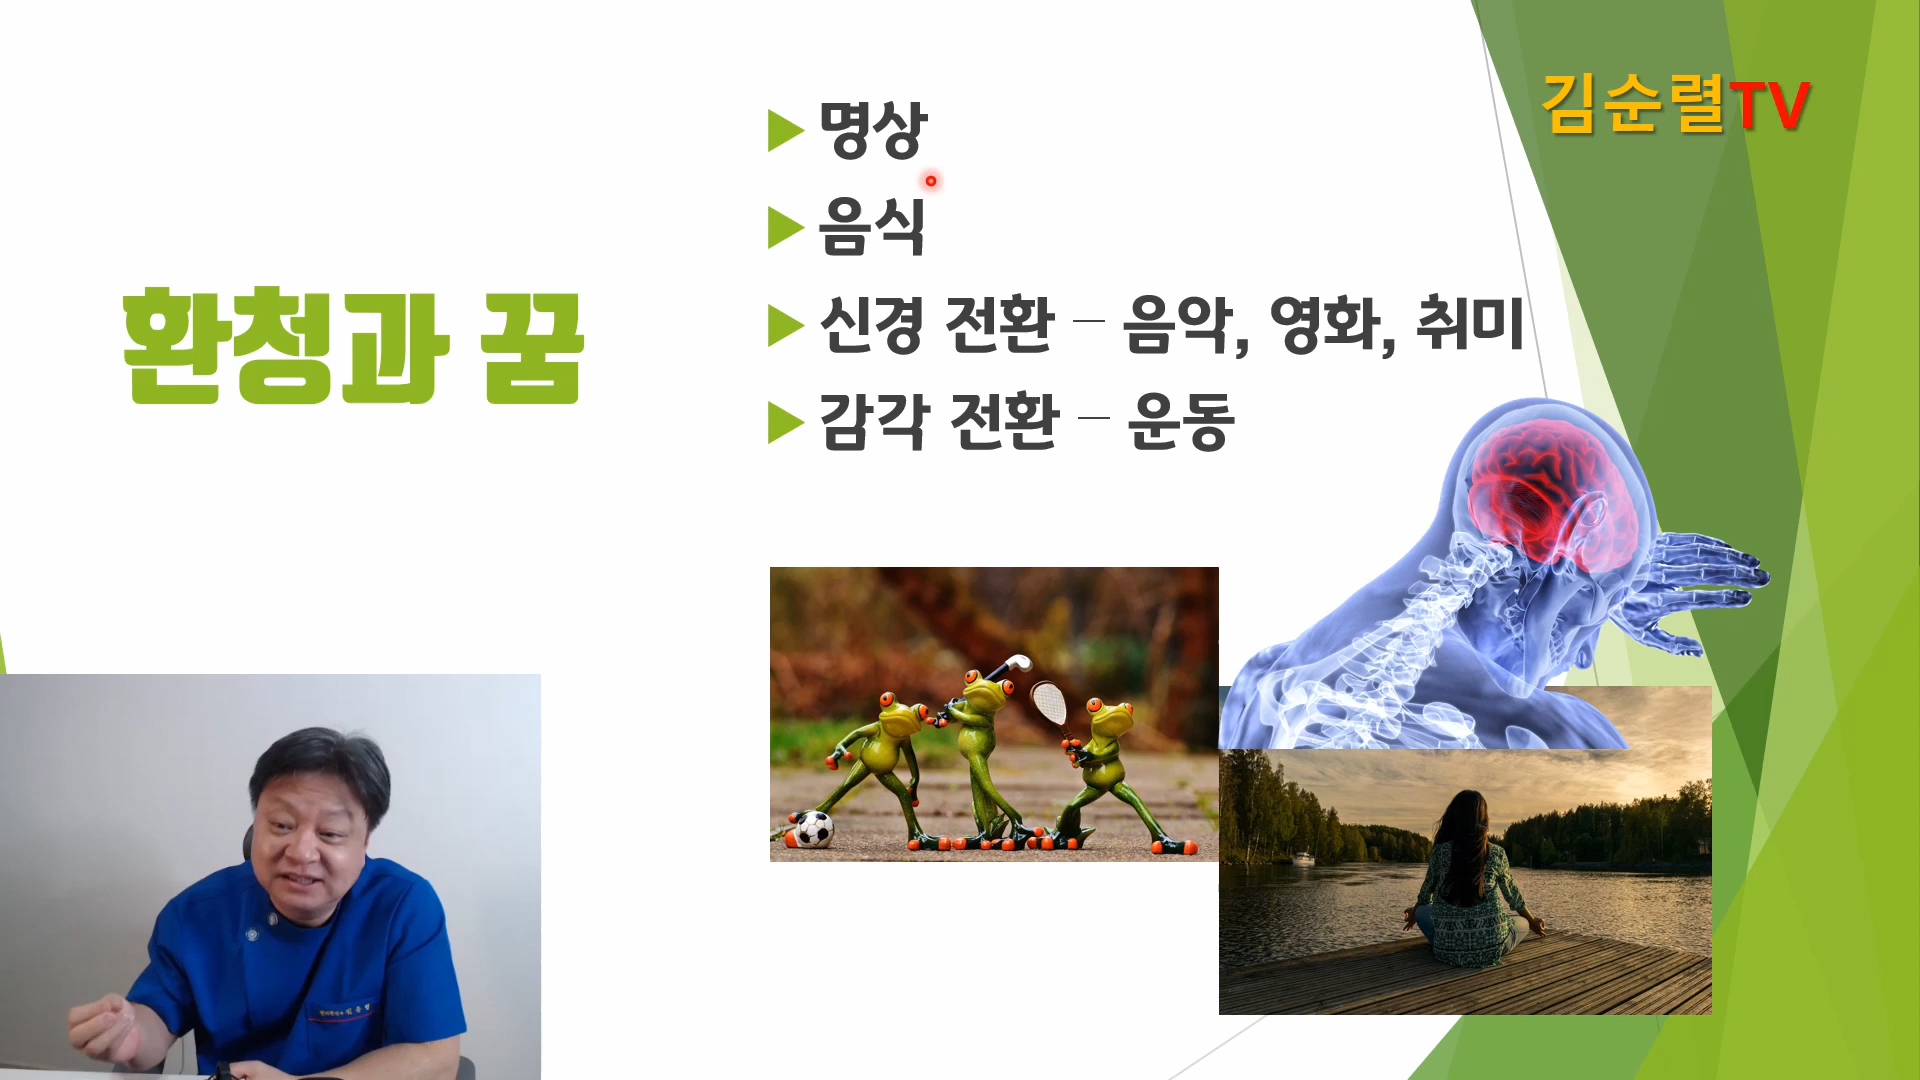 김순렬TV
환청과 꿈
명상
음식
신경 전환 – 음악, 영화, 취미
감각 전환 – 운동